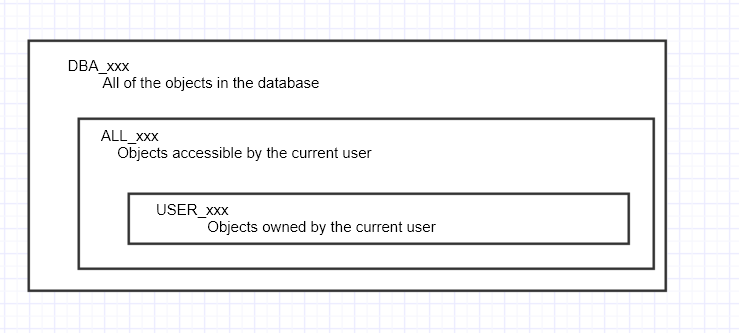 DBA_xxx
All of the objects in the database
ALL_xxx
Objects accessible by the current user
USER_xxx
Objects owned by the current user